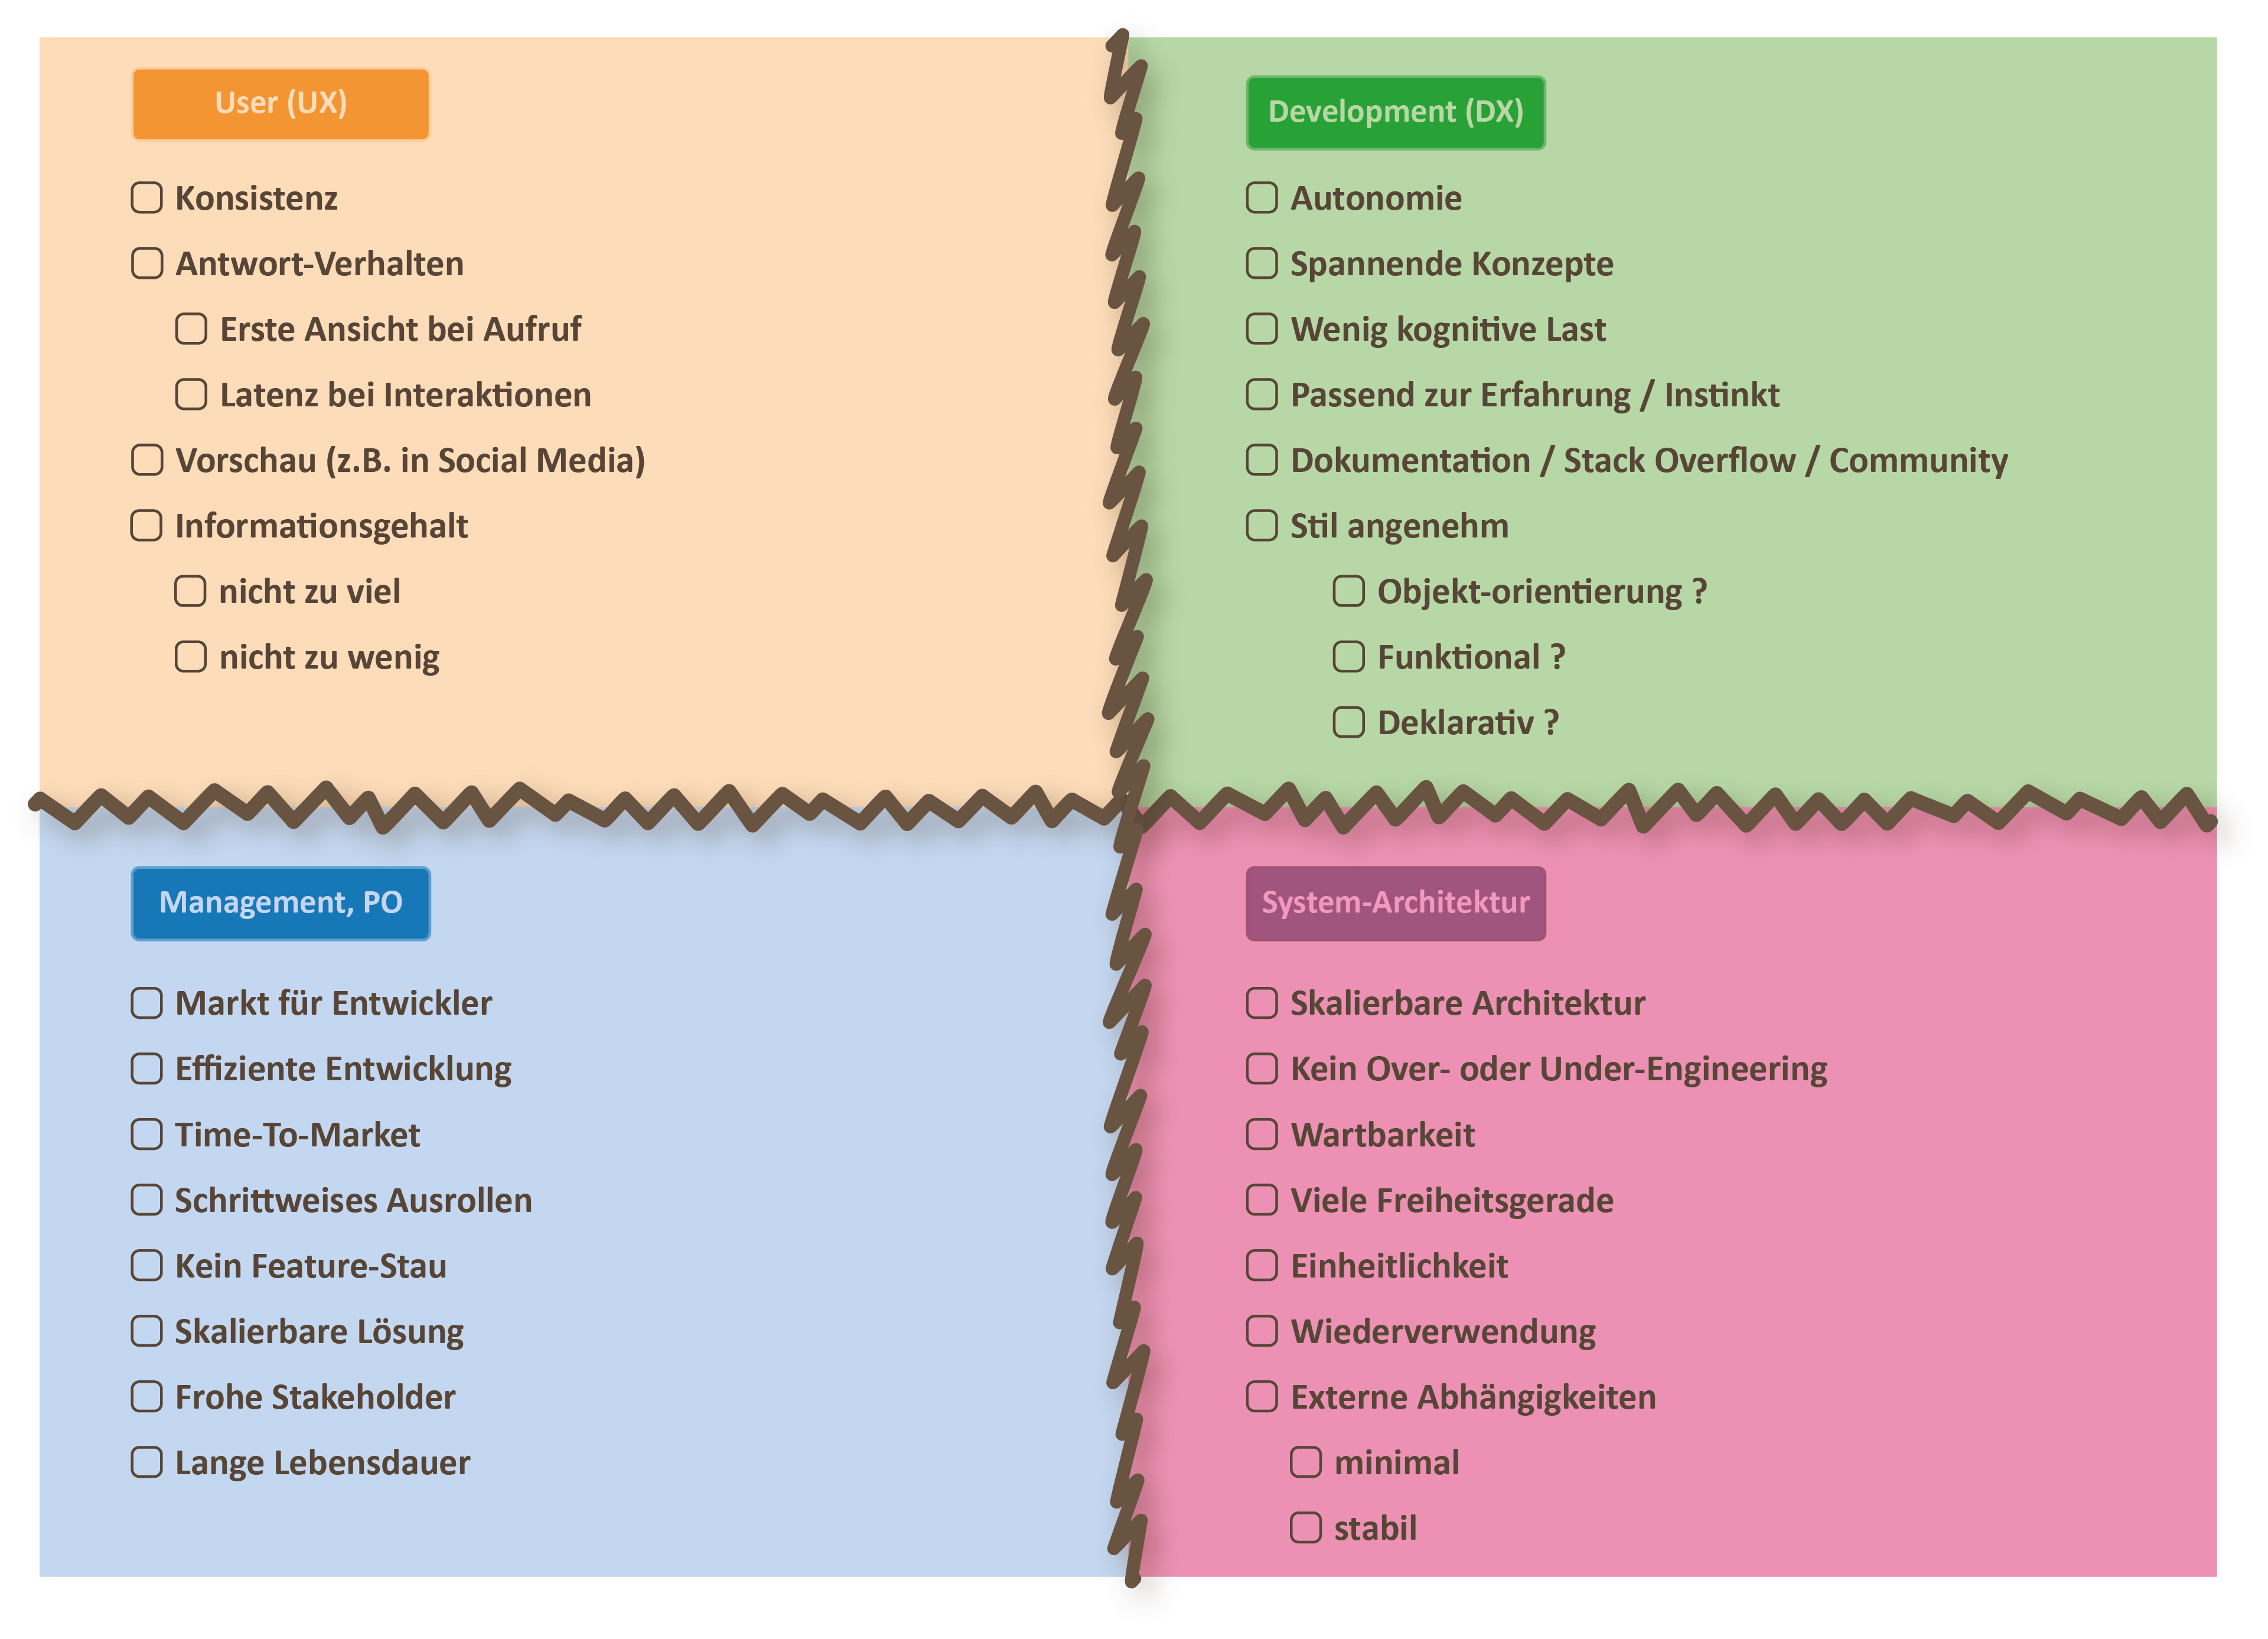 User (UX)
Konsistenz
Antwort-Verhalten
Erste Ansicht bei Aufruf
Latenz bei Interaktionen
Vorschau (z.B. in Social Media)
Informationsgehalt
nicht zu viel
nicht zu wenig
Development (DX)
Autonomie
Spannende Konzepte
Wenig kognitive Last
Passend zur Erfahrung / Instinkt
Dokumentation / Stack Overflow / Community
Stil angenehm
Objekt-orientierung ?
Funktional ?
Deklarativ ?
Management, PO
Markt für Entwickler
Effiziente Entwicklung
Time-To-Market
Schrittweises Ausrollen
Kein Feature-Stau
Skalierbare Lösung
Frohe Stakeholder
Lange Lebensdauer
System-Architektur
Skalierbare Architektur
Kein Over- oder Under-Engineering
Wartbarkeit
Viele Freiheitsgerade
Einheitlichkeit
Wiederverwendung
Externe Abhängigkeiten
minimal
stabil